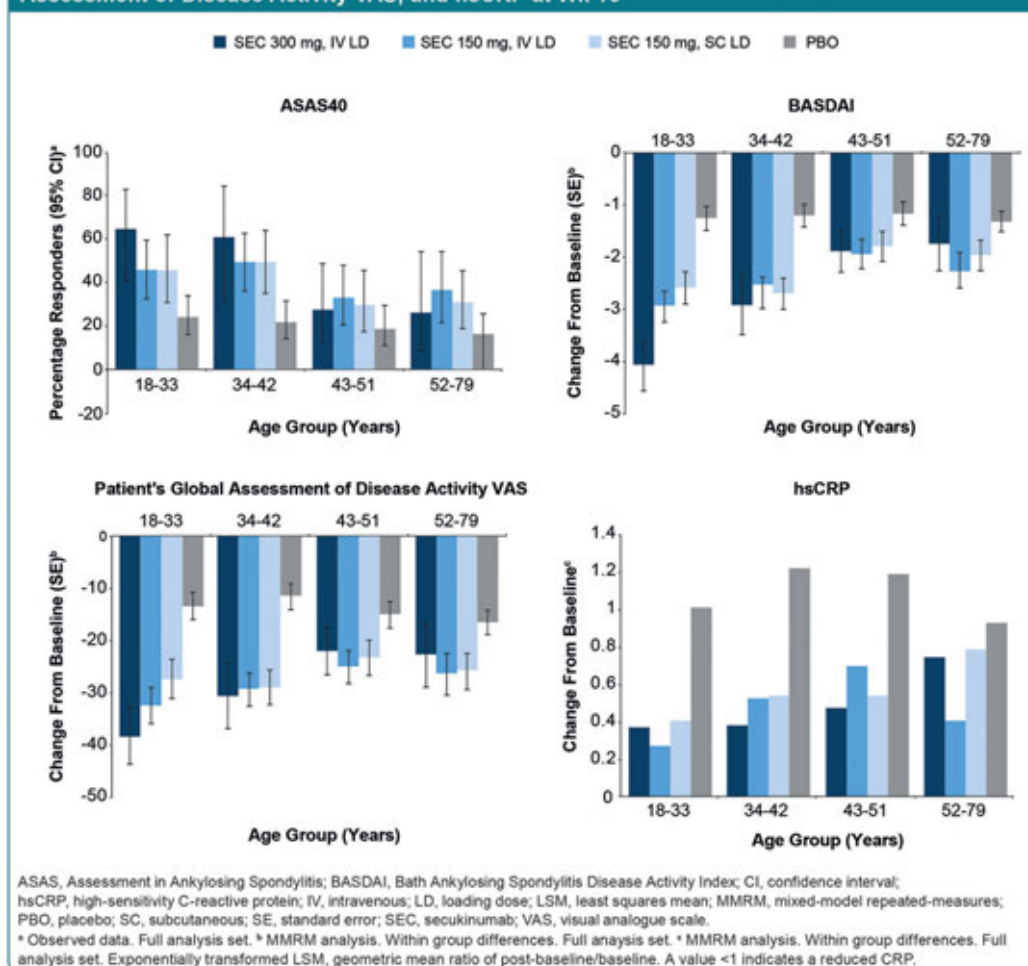 SEC 300 mg, IV LD SEC 150 mg, IV LD SEC 150 mg, SC LD PBO
ASAS40
Percentage Responders (95% CI)ᵃ
100
80
60
40
20
0
-20
18-33 34-42 43-51 52-79
Age Group (Years)
BASDAI
18-33 34-42 43-51 52-79
Change From Baseline (SE)ᵇ
0
-1
-2
-3
-4
-5
Age Group (Years)
Patient's Global Assessment of Disease Activity VAS
18-33 34-42 43-51 52-79
Change From Baseline (SE)ᵇ
0
-10
-20
-30
-40
-50
Age Group (Years)
hsCRP
Change From Baselineᶜ
1.4
1.2
1
0.8
0.6
0.4
0.2
0
18-33 34-42 43-51 52-79
Age Group (Years)
ASAS, Assessment in Ankylosing Spondylitis; BASDAI, Bath Ankylosing Spondylitis Disease Activity Index; CI, confidence interval;
hsCRP, high-sensitivity C-reactive protein; IV, intravenous; LD, loading dose; LSM, least squares mean; MMRM, mixed-model repeated-measures;
PBO, placebo; SC, subcutaneous; SE, standard error; SEC, secukinumab; VAS, visual analogue scale.
ᵃ Observed data. Full analysis set. ᵇ MMRM analysis. Within group differences. Full anaysis set. ᶜ MMRM analysis. Within group differences. Full
analysis set. Exponentially transformed LSM, geometric mean ratio of post-baseline/baseline. A value <1 indicates a reduced CRP.